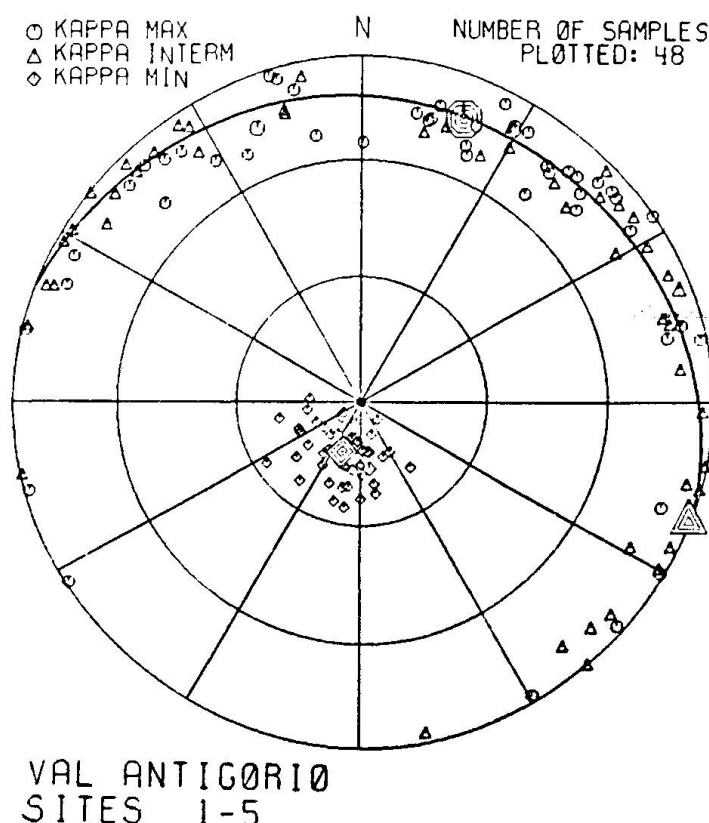 KAPPA MAX
KAPPA INTERM
KAPPA MIN
N
NUMBER ØF SAMPLES
PLØTTED: 48
VAL ANTIGØRIØ
SITES 1-5